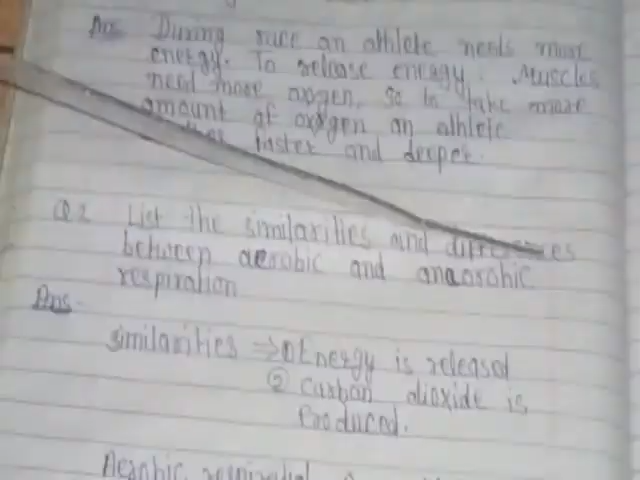 Ans During race an athlete needs more
energy. To release energy. Muscles
need more oxygen, so to take more
amount of oxygen an athlete
faster and deeper.
Q2 List the similarities and differences
between aerobic and anaerobic
respiration
Ans.
Similarities ⇒ ① Energy is released
② Carbon dioxide is
Produced.
Aerobic